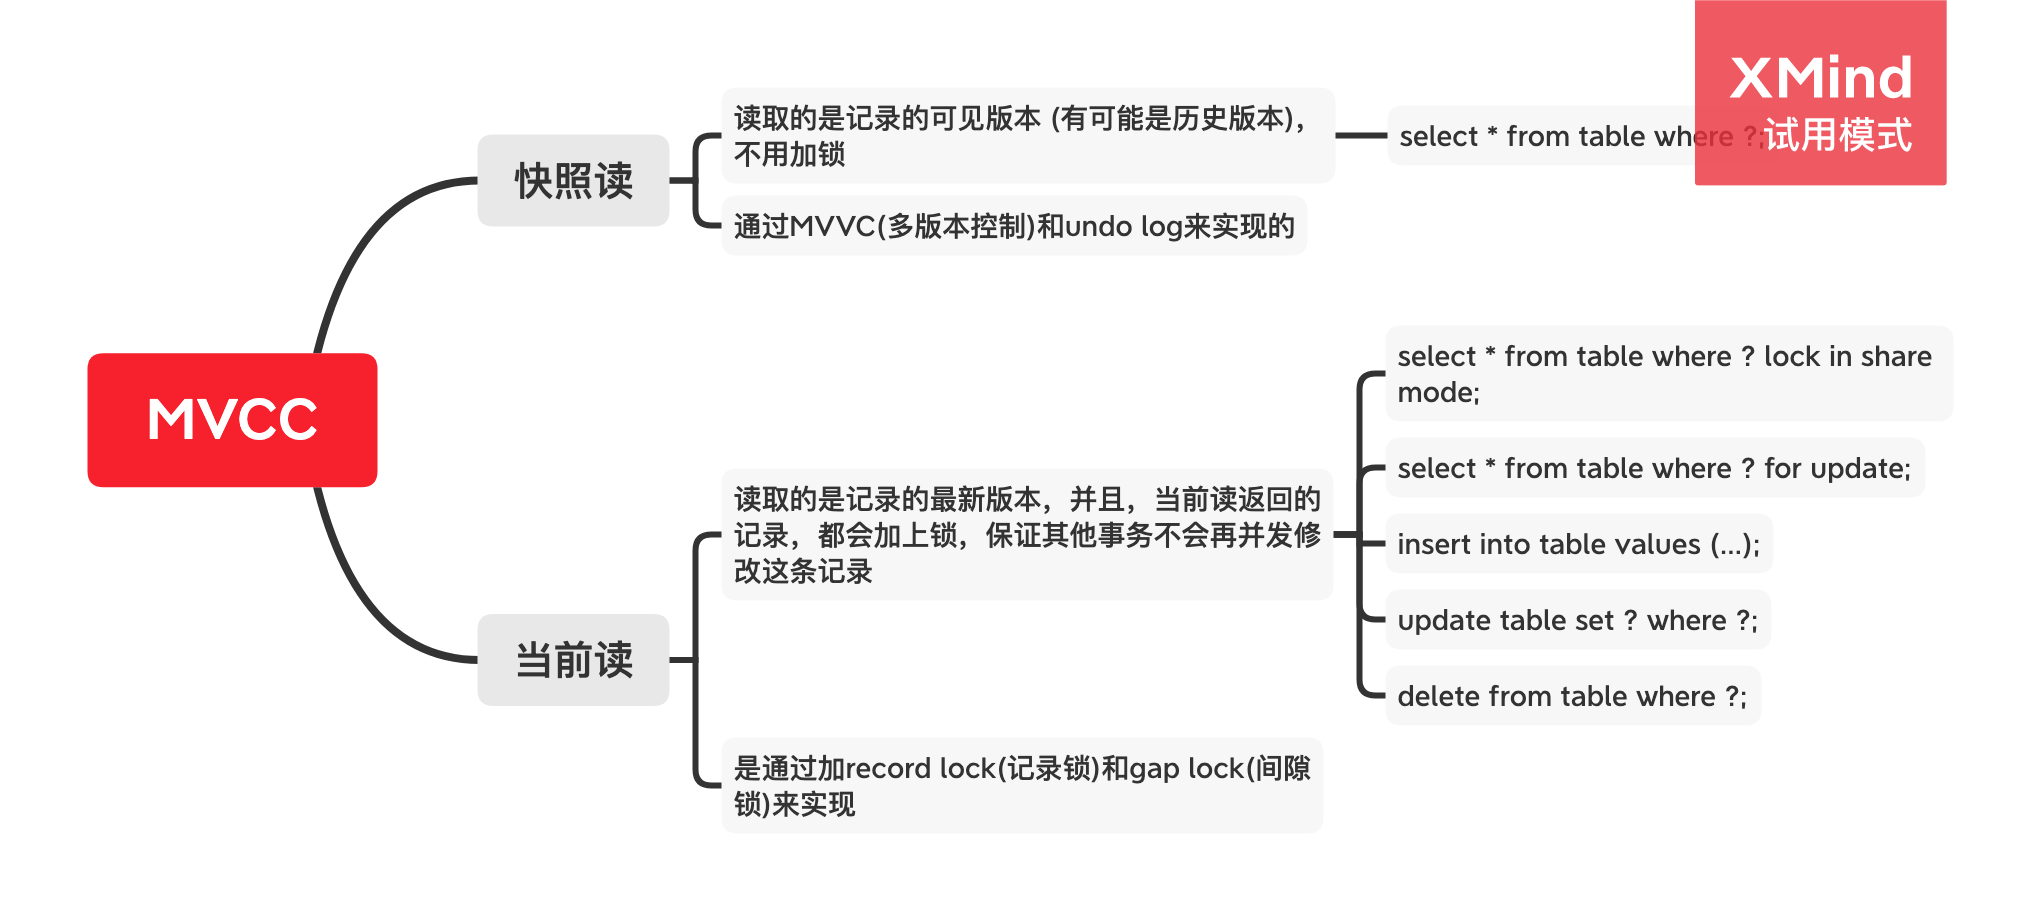 XMind
试用模式
读取的是记录的可见版本 (有可能是历史版本)，
不用加锁
select * from table where ?;
快照读
通过MVVC(多版本控制)和undo log来实现的
MVCC
select * from table where ? lock in share
mode;
select * from table where ? for update;
读取的是记录的最新版本，并且，当前读返回的
记录，都会加上锁，保证其他事务不会再并发修
改这条记录
insert into table values (...);
update table set ? where ?;
当前读
delete from table where ?;
是通过加record lock(记录锁)和gap lock(间隙
锁)来实现